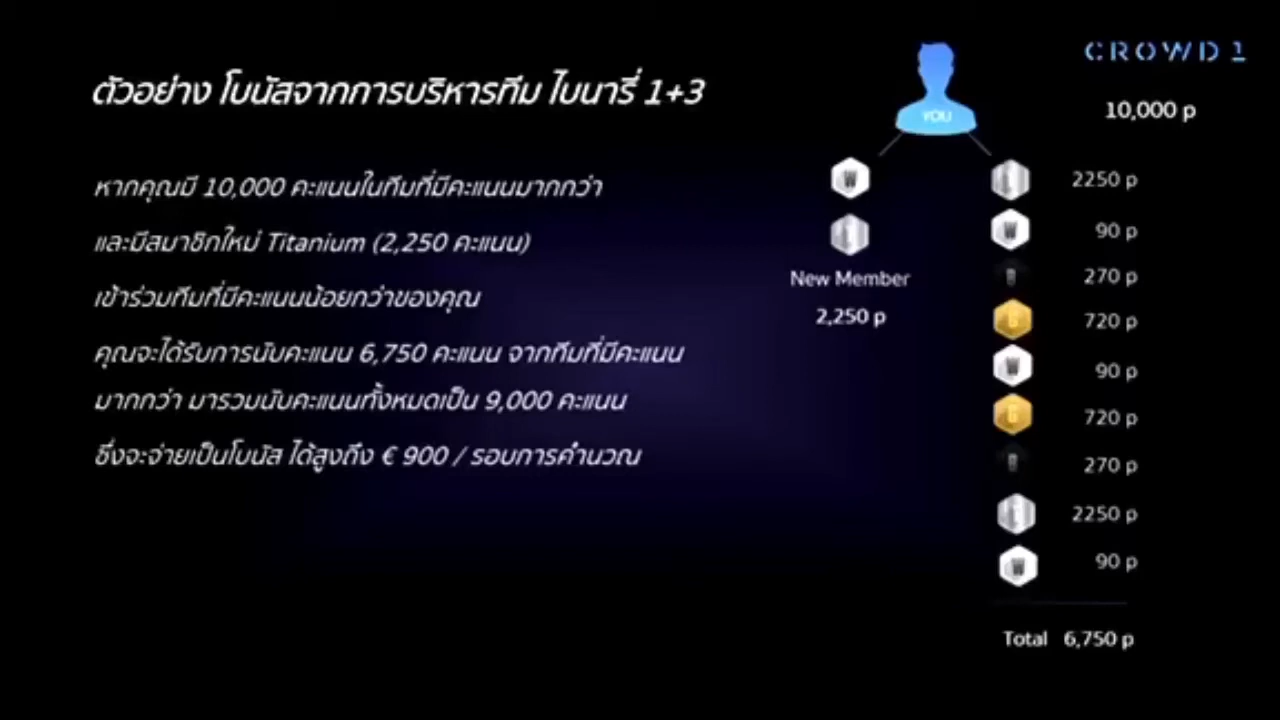 CROWD 1
ตัวอย่าง โบนัสจากการบริหารทีม ไบนารี่ 1+3
หากคุณมี 10,000 คะแนนในทีมที่มีคะแนนมากกว่า
และมีสมาชิกใหม่ Titanium (2,250 คะแนน)
เข้าร่วมทีมที่มีคะแนนน้อยกว่าของคุณ
คุณจะได้รับการนับคะแนน 6,750 คะแนน จากทีมที่มีคะแนน
มากกว่า มารวมนับคะแนนทั้งหมดเป็น 9,000 คะแนน
ซึ่งจะจ่ายเป็นโบนัส ได้สูงถึง € 900 / รอบการคำนวณ
YOU
10,000 p
W
New Member
2,250 p
2250 p
W 90 p
270 p
G 720 p
W 90 p
G 720 p
270 p
2250 p
W 90 p
Total 6,750 p